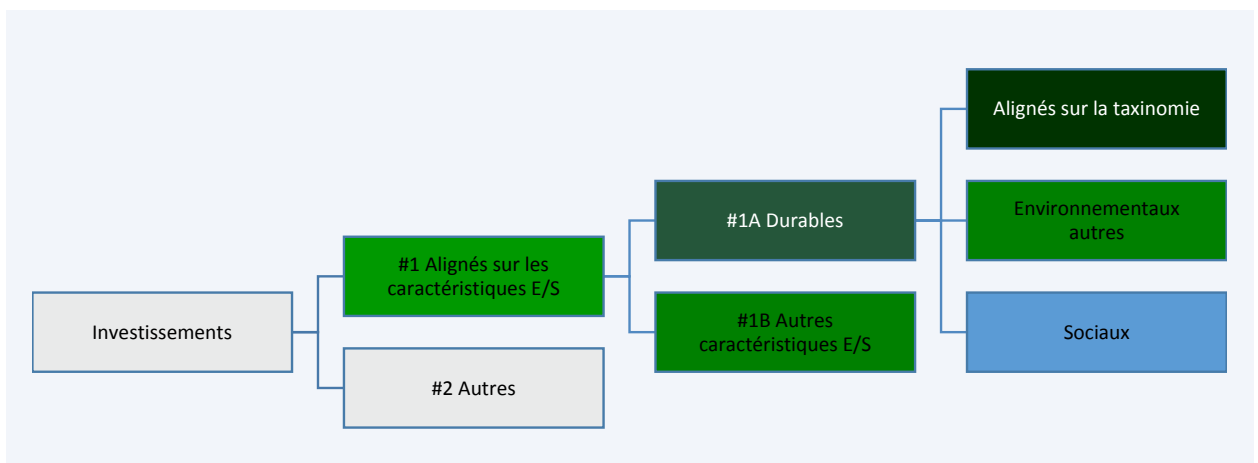 Investissements
#1 Alignés sur les
caractéristiques E/S
#2 Autres
#1A Durables
#1B Autres
caractéristiques E/S
Alignés sur la taxinomie
Environnementaux
autres
Sociaux